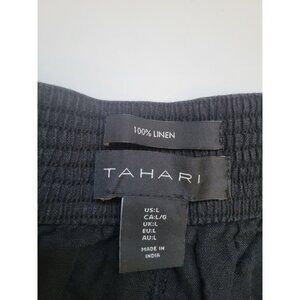 100% LINEN
TAHARI
US:L
CA:L/G
UK:L
EU:L
AU:L
MADE IN
INDIA